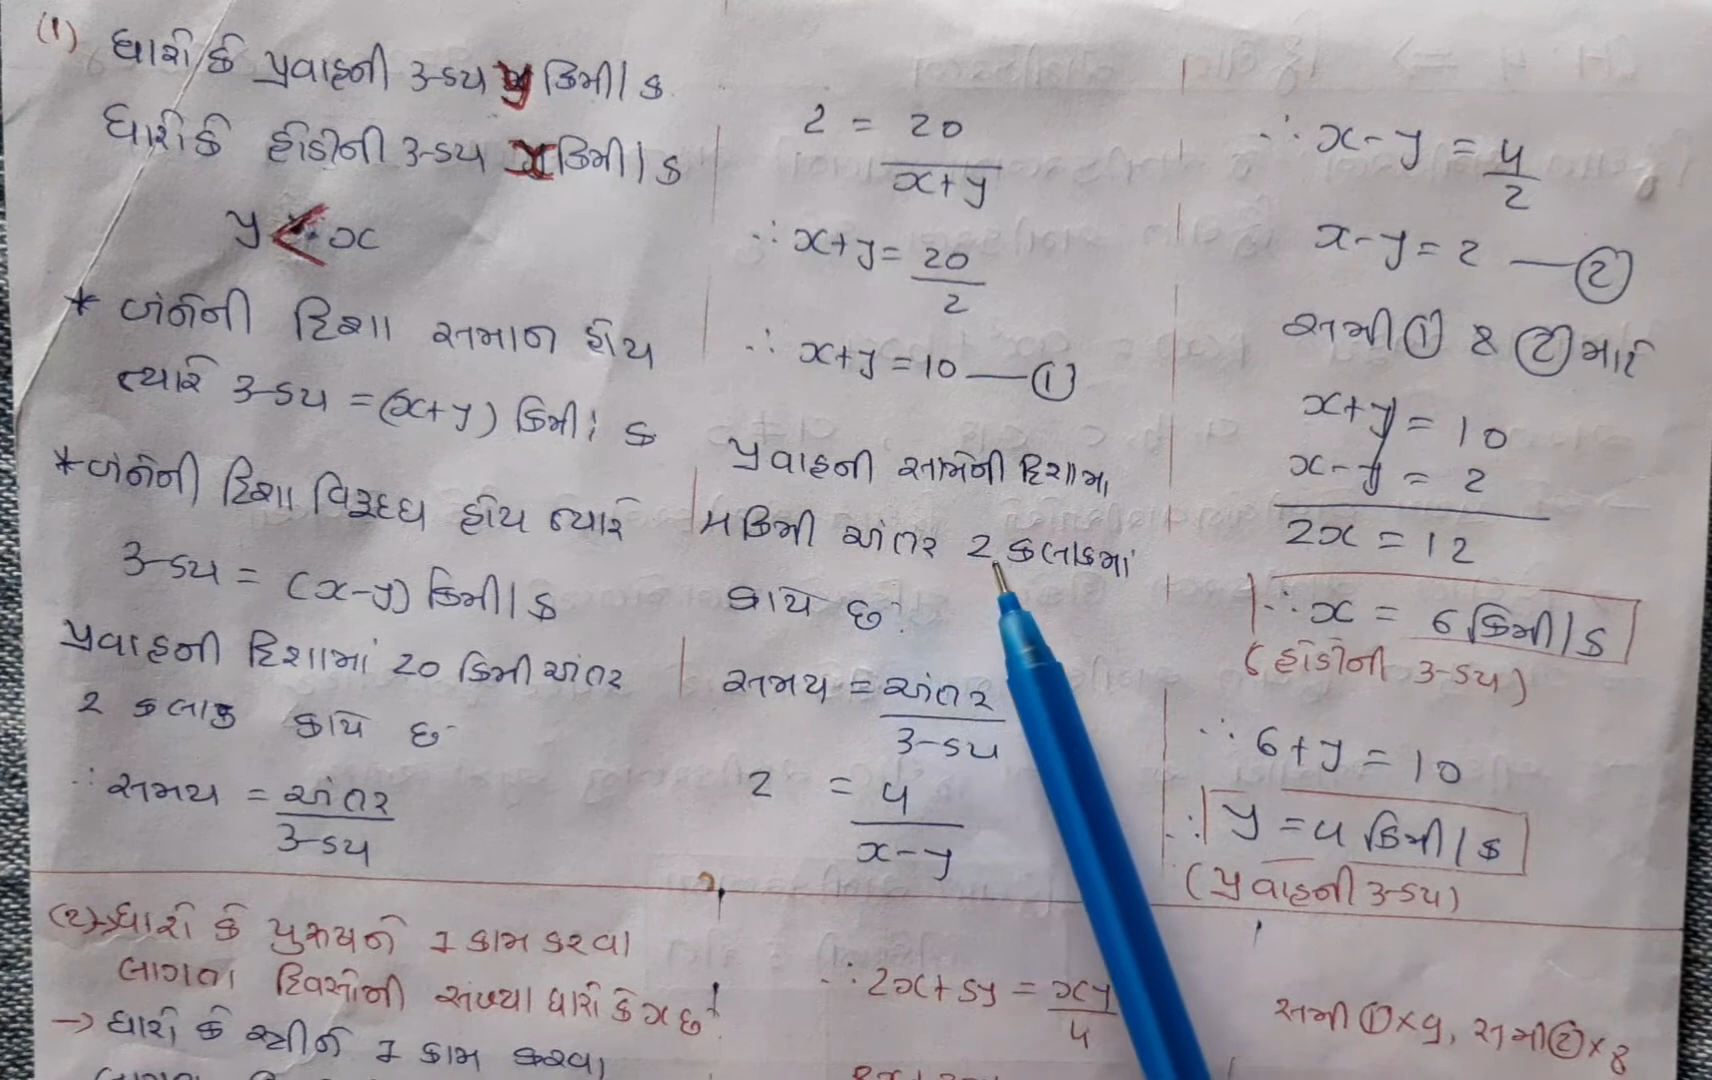 (1) ધારો કે પ્રવાહની ઝડપ y કિમી/ક
ધારો કે હોડીની ઝડપ x કિમી/ક
y < x
* બંનેની દિશા સમાન હોય
ત્યારે ઝડપ = (x+y) કિમી/ક
* બંનેની દિશા વિરૂદ્ધ હોય ત્યારે
ઝડપ = (x-y) કિમી/ક
પ્રવાહની દિશામાં 20 કિમી અંતર
2 કલાક કાપે છે
∴ સમય = અંતર
ઝડપ
2 = 20
x+y
∴ x+y = 20
2
∴ x+y = 10 — ①
પ્રવાહની સામેની દિશામાં
4 કિમી અંતર 2 કલાકમાં
કાપે છે.
સમય = અંતર
ઝડપ
2 = 4
x-y
∴ x-y = 4
2
x-y = 2 — ②
સમી ① & ② માટે
x+y = 10
x-y = 2
2x = 12
∴ x = 6 કિમી/ક
(હોડીની ઝડપ)
∴ 6+y = 10
∴ y = 4 કિમી/ક
(પ્રવાહની ઝડપ)
(2) → ધારો કે પુરુષને 1 કામ કરવા
લાગતા દિવસોની સંખ્યા ધારો કે x છે
→ ધારો કે સ્ત્રીને 1 કામ કરવા
∴ 2x+5y = xy
4
સમી ① × 9, સમી ② × 8